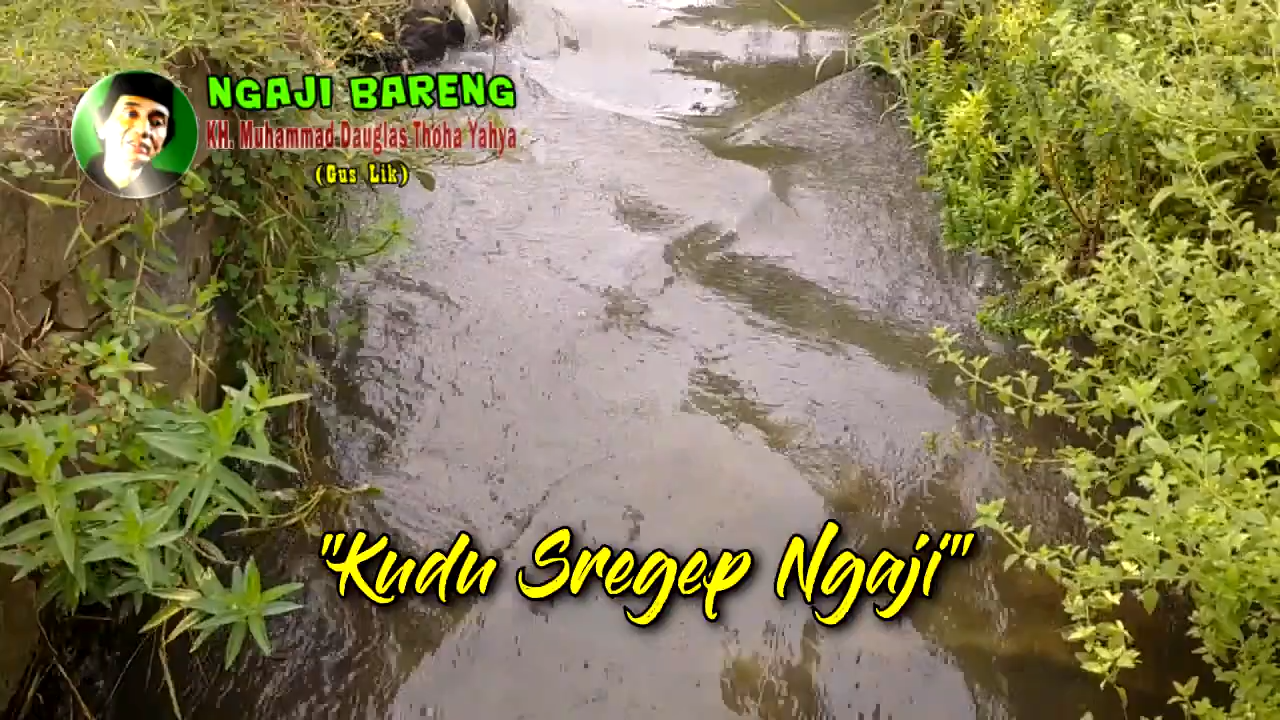 NGAJI BARENG
KH. Muhammad Dauglas Thoha Yahya
(Gus Lik)
"Kudu Sregep Ngaji"